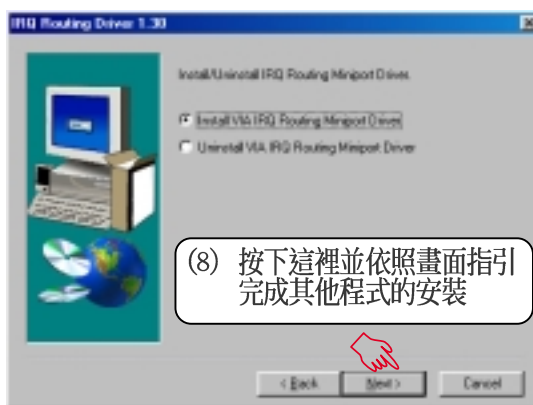 IRQ Routing Driver 1.30
Install/Uninstall IRQ Routing Miniport Driver.
Install VIA IRQ Routing Miniport Driver
Uninstall VIA IRQ Routing Miniport Driver
(8) 按下這裡並依照畫面指引
完成其他程式的安裝
< Back Next > Cancel